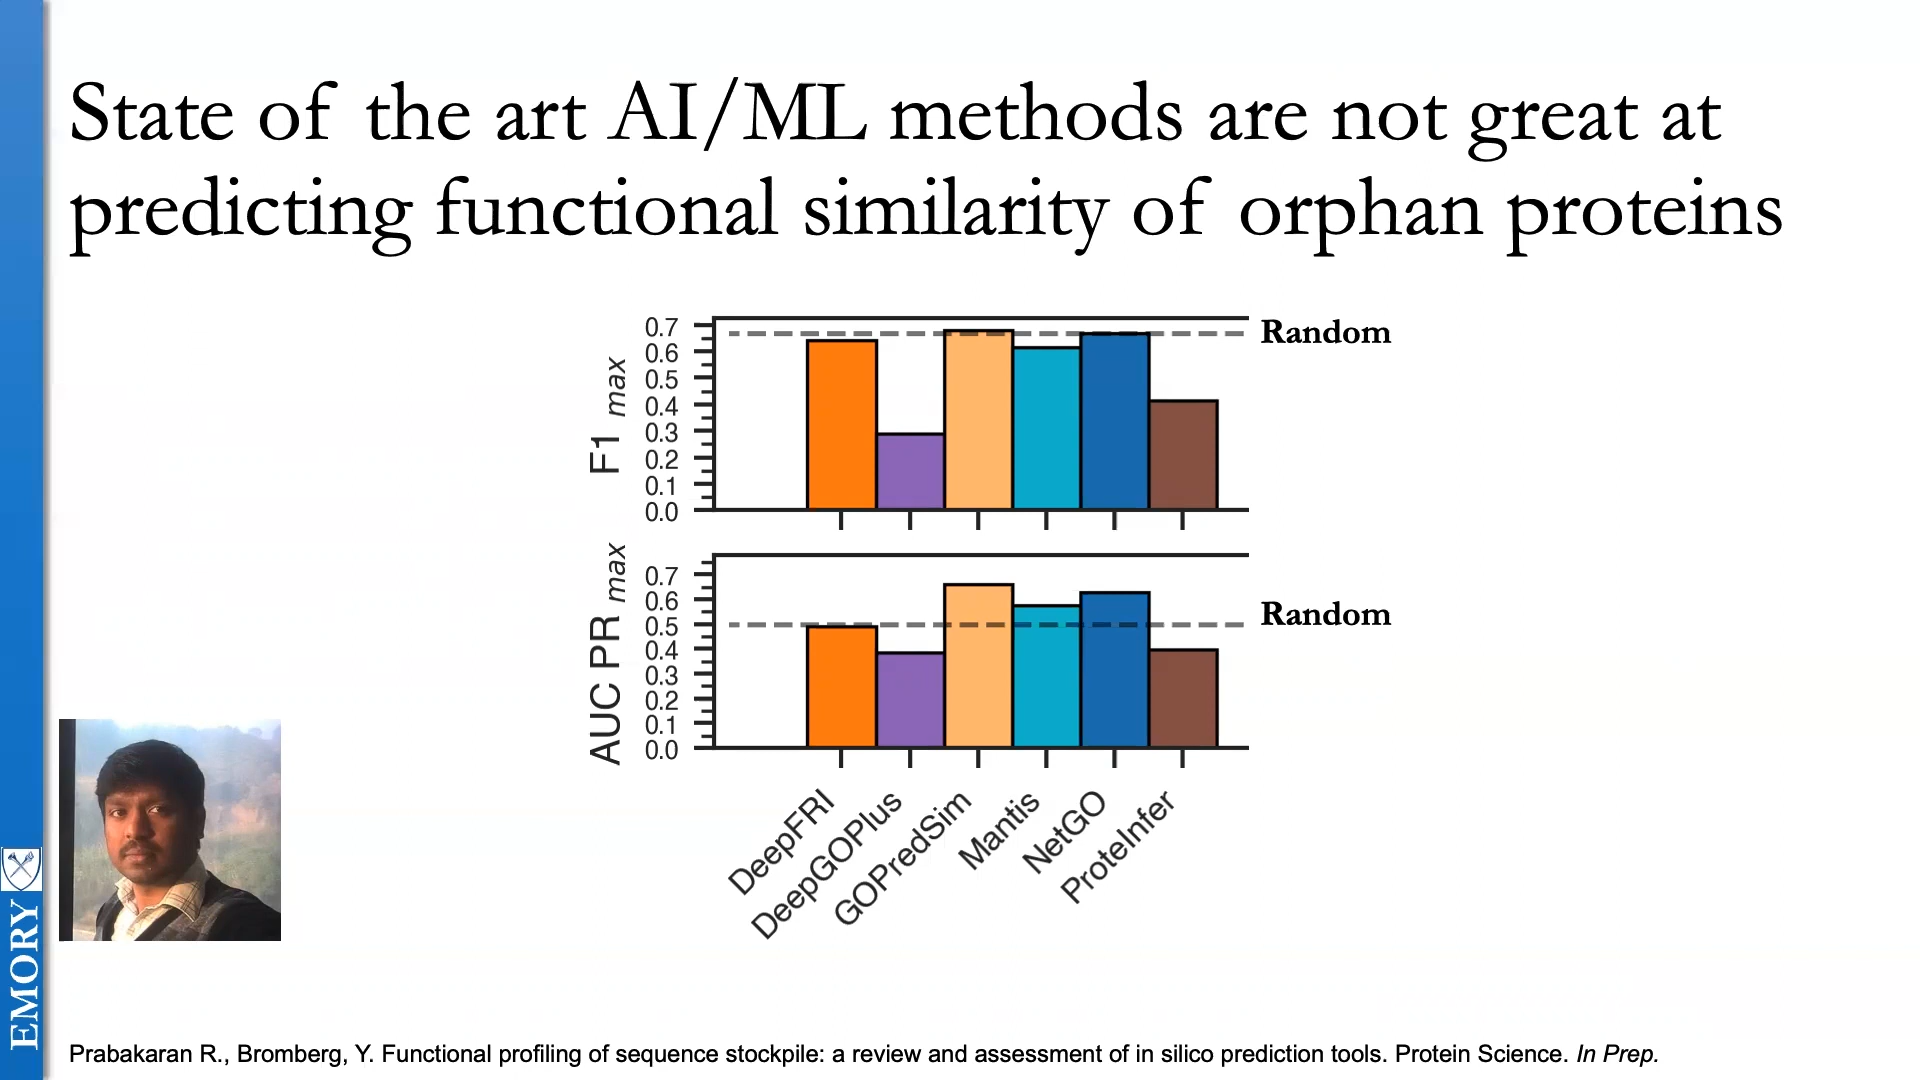 State of the art AI/ML methods are not great at
predicting functional similarity of orphan proteins
F1 max
0.7
0.6
0.5
0.4
0.3
0.2
0.1
0.0
Random
AUC PR max
0.7
0.6
0.5
0.4
0.3
0.2
0.1
0.0
Random
DeepFRI
DeepGOPlus
GOPredSim
Mantis
NetGO
ProteInfer
EMORY
Prabakaran R., Bromberg, Y. Functional profiling of sequence stockpile: a review and assessment of in silico prediction tools. Protein Science. In Prep.